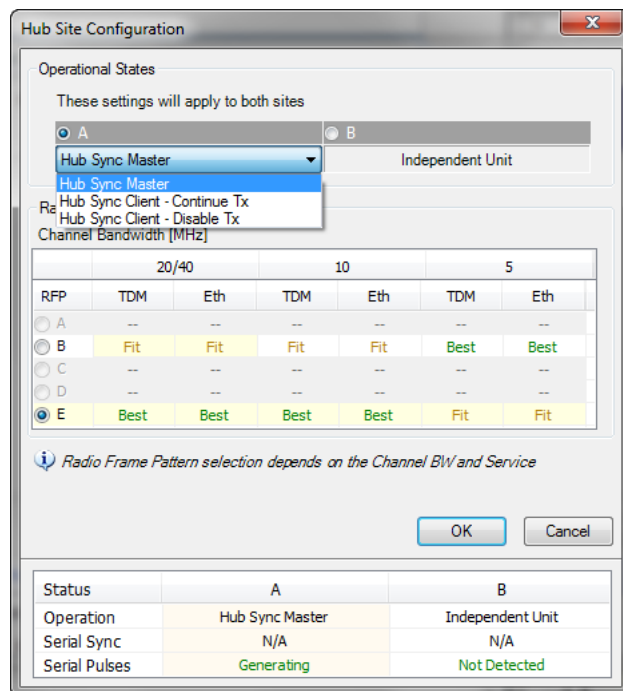 Hub Site Configuration
x
Operational States
These settings will apply to both sites
A B
Hub Sync Master Independent Unit
Hub Sync Master
Hub Sync Client - Continue Tx
Hub Sync Client - Disable Tx
Ra
Channel Bandwidth [MHz]
20/40 10 5
RFP TDM Eth TDM Eth TDM Eth
A -- -- -- -- -- --
B Fit Fit Fit Fit Best Best
C -- -- -- -- -- --
D -- -- -- -- -- --
E Best Best Best Best Fit Fit
i Radio Frame Pattern selection depends on the Channel BW and Service
OK Cancel
Status A B
Operation Hub Sync Master Independent Unit
Serial Sync N/A N/A
Serial Pulses Generating Not Detected